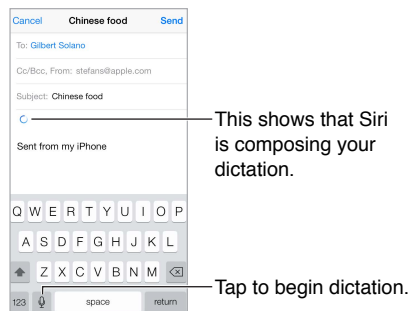 Cancel Chinese food Send
To: Gilbert Solano
Cc/Bcc, From: stefans@apple.com
Subject: Chinese food
This shows that Siri
is composing your
dictation.
Sent from my iPhone
Q W E R T Y U I O P
A S D F G H J K L
Z X C V B N M
123 space return
Tap to begin dictation.